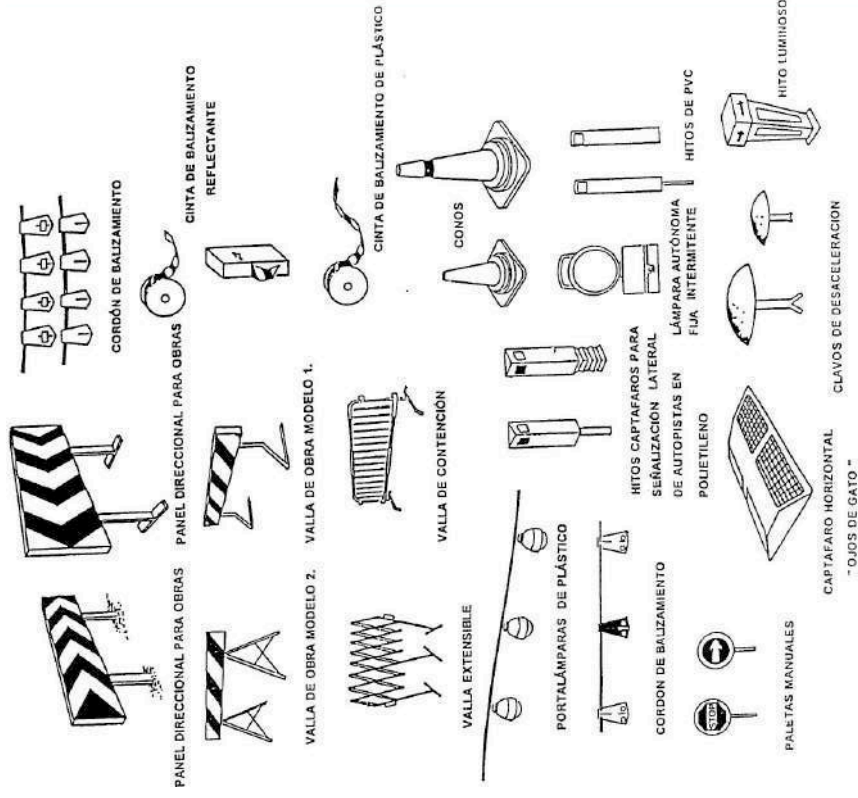 CORDÓN DE BALIZAMIENTO
CINTA DE BALIZAMIENTO
REFLECTANTE
PANEL DIRECCIONAL PARA OBRAS
PANEL DIRECCIONAL PARA OBRAS
CINTA DE BALIZAMIENTO DE PLÁSTICO
VALLA DE OBRA MODELO 1.
VALLA DE OBRA MODELO 2.
CONOS
VALLA DE CONTENCIÓN
VALLA EXTENSIBLE
HITOS DE PVC
LÁMPARA AUTÓNOMA
FIJA INTERMITENTE
HITOS CAPTAFAROS PARA
SEÑALIZACIÓN LATERAL
DE AUTOPISTAS EN
POLIETILENO
PORTALÁMPARAS DE PLÁSTICO
CORDON DE BALIZAMIENTO
HITO LUMINOSO
CLAVOS DE DESACELERACION
CAPTAFARO HORIZONTAL
"OJOS DE GATO"
STOP
PALETAS MANUALES